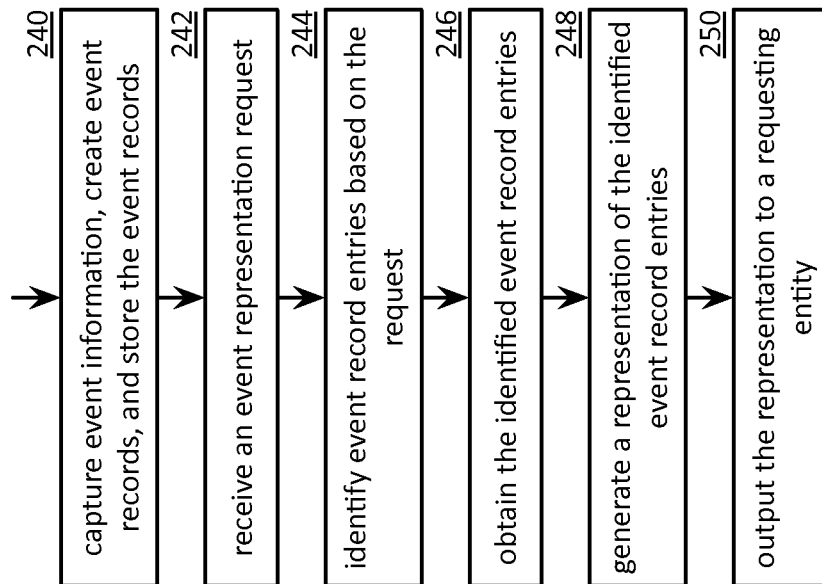 240
capture event information, create event
records, and store the event records
242
receive an event representation request
244
identify event record entries based on the
request
246
obtain the identified event record entries
248
generate a representation of the identified
event record entries
250
output the representation to a requesting
entity